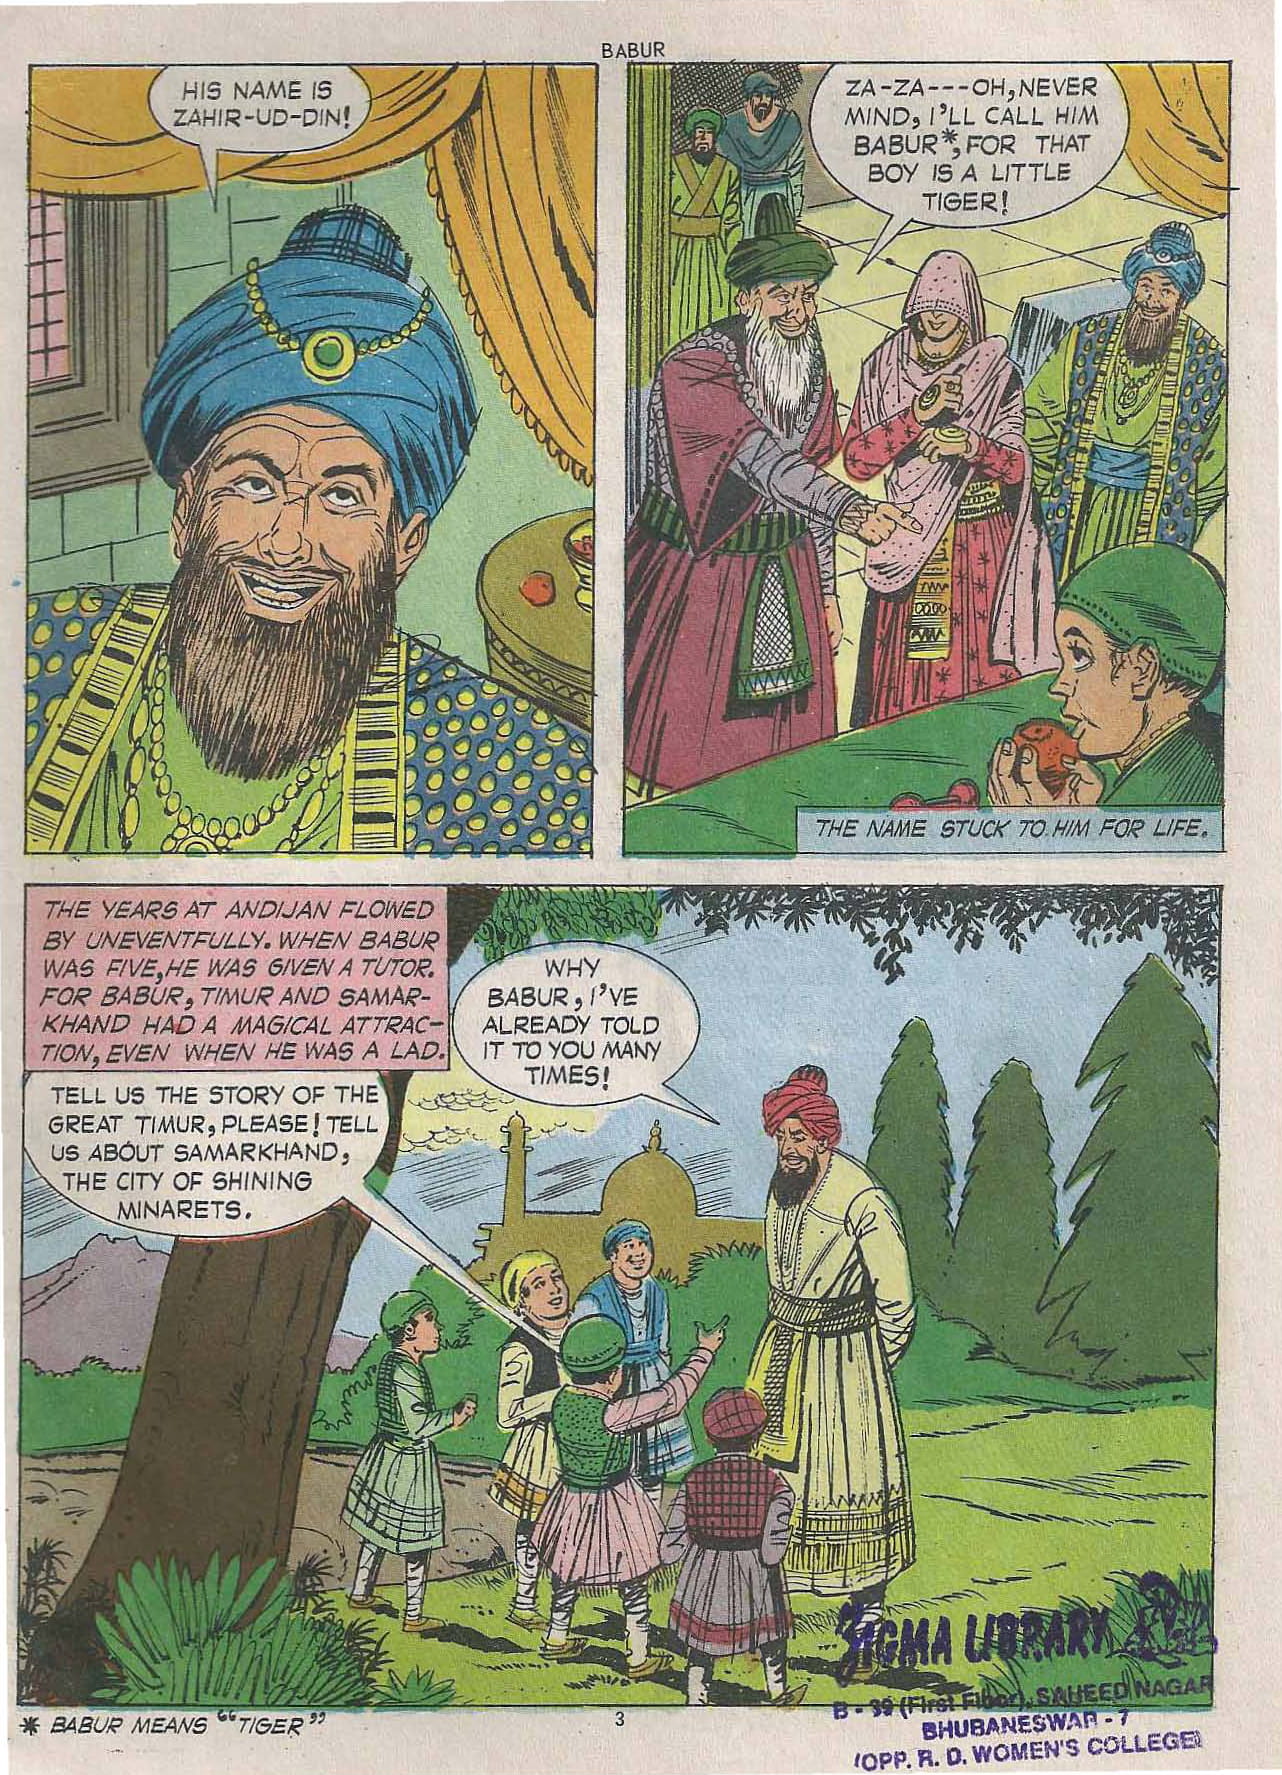 BABUR
HIS NAME IS
ZAHIR-UD-DIN!
ZA-ZA---OH, NEVER
MIND, I'LL CALL HIM
BABUR*, FOR THAT
BOY IS A LITTLE
TIGER!
THE NAME STUCK TO HIM FOR LIFE.
THE YEARS AT ANDIJAN FLOWED
BY UNEVENTFULLY. WHEN BABUR
WAS FIVE, HE WAS GIVEN A TUTOR.
FOR BABUR, TIMUR AND SAMAR-
KHAND HAD A MAGICAL ATTRAC-
TION, EVEN WHEN HE WAS A LAD.
TELL US THE STORY OF THE
GREAT TIMUR, PLEASE! TELL
US ABOUT SAMARKHAND,
THE CITY OF SHINING
MINARETS.
WHY
BABUR, I'VE
ALREADY TOLD
IT TO YOU MANY
TIMES!
SIGMA LIBRARY
B - 39 (First Floor), SAHEED NAGAR
BHUBANESWAR - 7
(OPP. R. D. WOMEN'S COLLEGE)
* BABUR MEANS "TIGER"
3